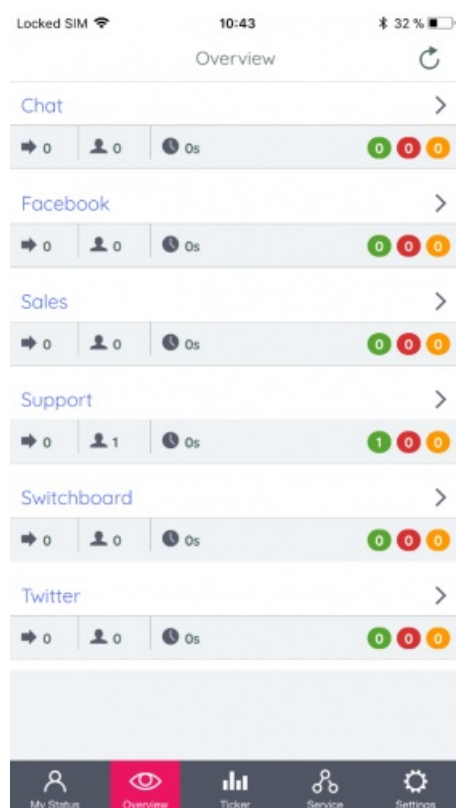 Locked SIM 10:43 32 %
Overview
Chat
0 0 0s 0 0 0
Facebook
0 0 0s 0 0 0
Sales
0 0 0s 0 0 0
Support
0 1 0s 1 0 0
Switchboard
0 0 0s 0 0 0
Twitter
0 0 0s 0 0 0
My Status Overview Ticker Service Settings